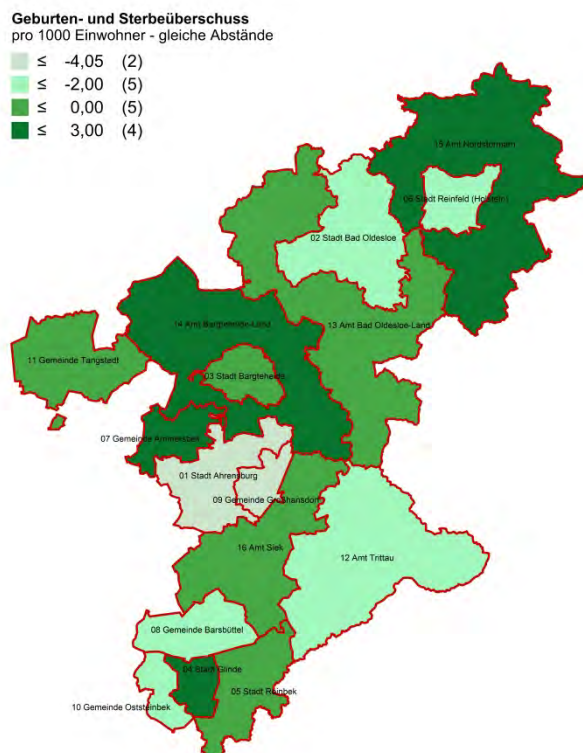 Geburten- und Sterbeüberschuss
pro 1000 Einwohner - gleiche Abstände
≤ -4,05 (2)
≤ -2,00 (5)
≤ 0,00 (5)
≤ 3,00 (4)
15 Amt Nordstormarn
06 Stadt Reinfeld (Holstein)
02 Stadt Bad Oldesloe
14 Amt Bargteheide-Land
13 Amt Bad Oldesloe-Land
11 Gemeinde Tangstedt
03 Stadt Bargteheide
07 Gemeinde Ammersbek
01 Stadt Ahrensburg
09 Gemeinde Großhansdorf
16 Amt Siek
12 Amt Trittau
08 Gemeinde Barsbüttel
04 Stadt Glinde
05 Stadt Reinbek
10 Gemeinde Oststeinbek